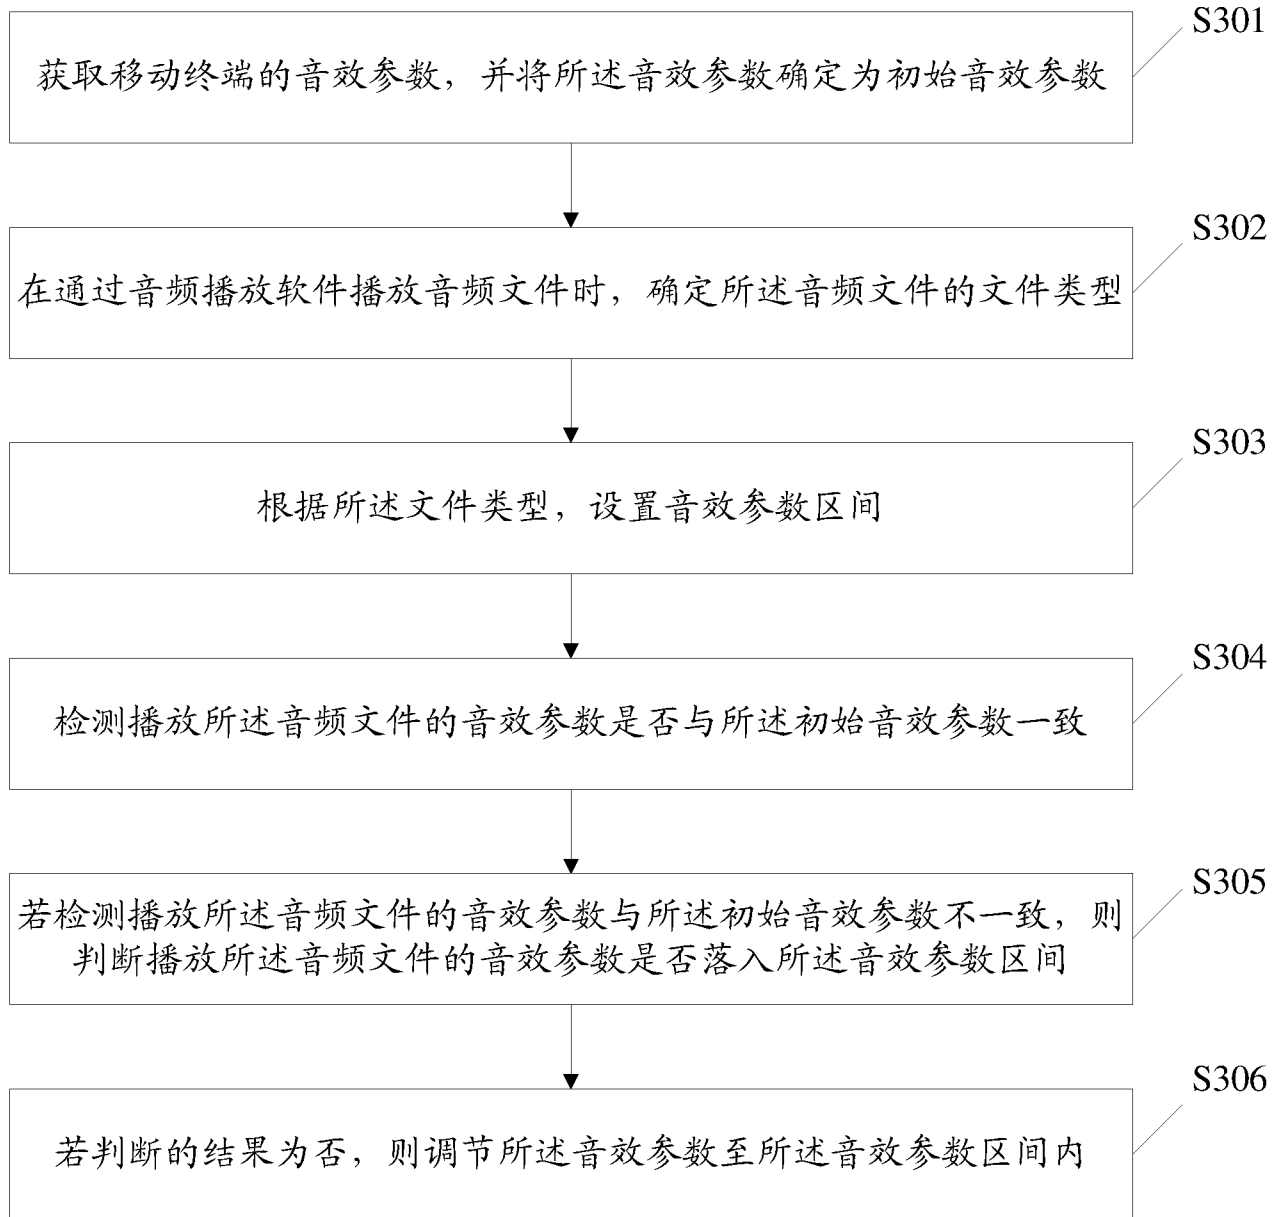 S301
获取移动终端的音效参数，并将所述音效参数确定为初始音效参数
S302
在通过音频播放软件播放音频文件时，确定所述音频文件的文件类型
S303
根据所述文件类型，设置音效参数区间
S304
检测播放所述音频文件的音效参数是否与所述初始音效参数一致
S305
若检测播放所述音频文件的音效参数与所述初始音效参数不一致，则
判断播放所述音频文件的音效参数是否落入所述音效参数区间
S306
若判断的结果为否，则调节所述音效参数至所述音效参数区间内